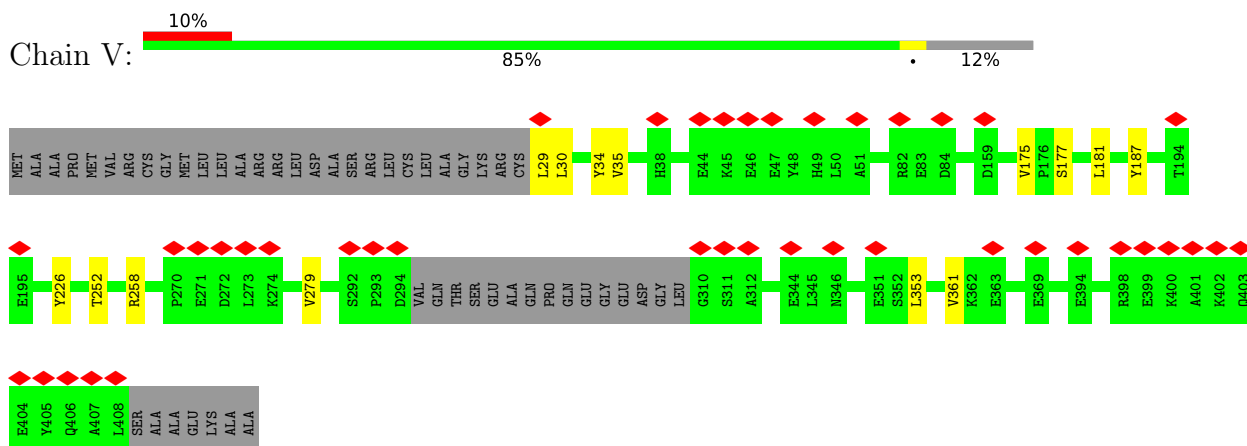 10%
Chain V:
85% • 12%
MET ALA ALA PRO MET VAL ARG CYS GLY MET LEU LEU ALA ARG ARG LEU ASP ALA SER ARG LEU CYS LEU ALA GLY LYS ARG CYS L29 L30 Y34 V35 H38 E44 K45 E46 E47 Y48 H49 L50 A51 R82 E83 D84 D159 V175 P176 S177 L181 Y187 T194
E195 Y226 T252 R258 P270 E271 D272 L273 K274 V279 S292 P293 D294 VAL GLN THR SER GLU ALA GLN PRO GLN GLU GLY GLU ASP GLY LEU G310 S311 A312 E344 L345 N346 E351 S352 L353 V361 K362 E363 E369 E394 R398 E399 K400 A401 K402 Q403
E404 Y405 Q406 A407 L408 SER ALA ALA GLU LYS ALA ALA